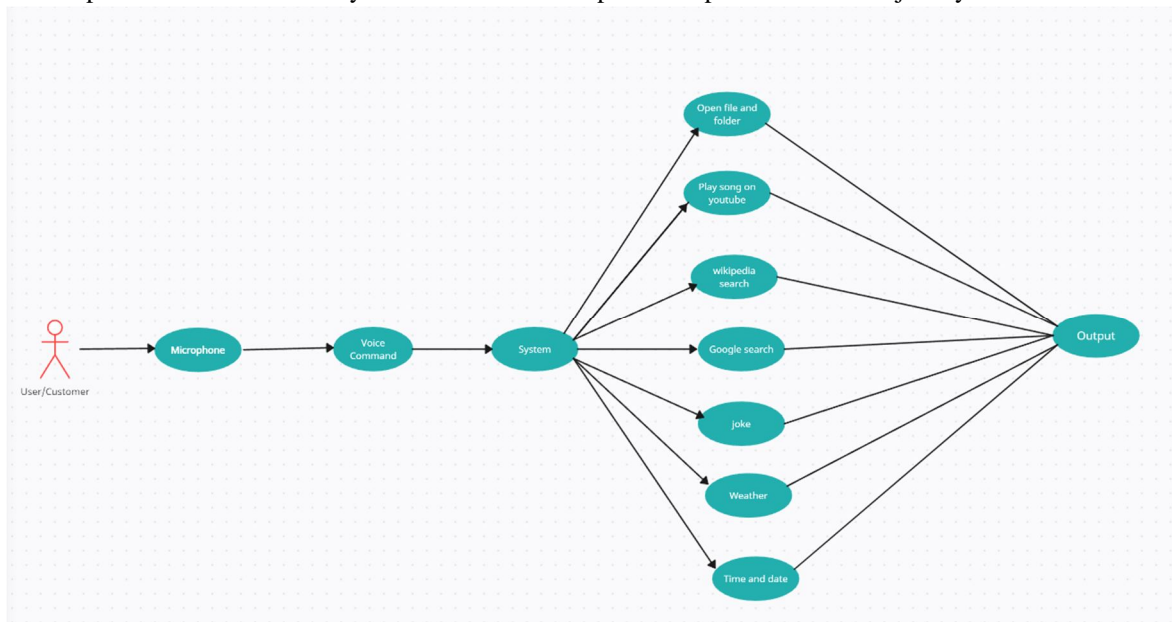 Open file and
folder
Play song on
youtube
wikipedia
search
Microphone
Voice
Command
System
Google search
Output
User/Customer
joke
Weather
Time and date